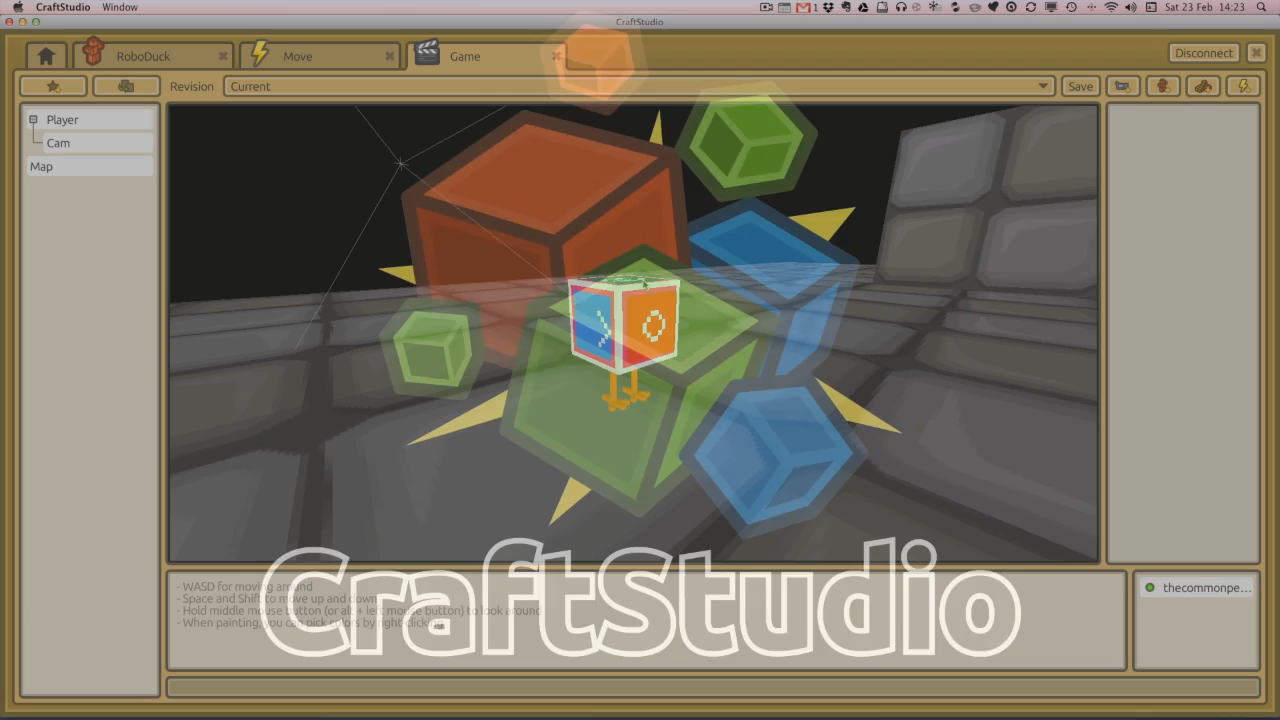 CraftStudio Window
1 Sat 23 Feb 14:23
CraftStudio
RoboDuck Move Game Disconnect
Revision Current Save
Player
Cam
Map
- WASD for moving around
- Space and Shift to move up and down
- Hold middle mouse button (or alt + left mouse button) to look around
- When painting, you can pick colors by right-clicking
thecommonpe...
CraftStudio